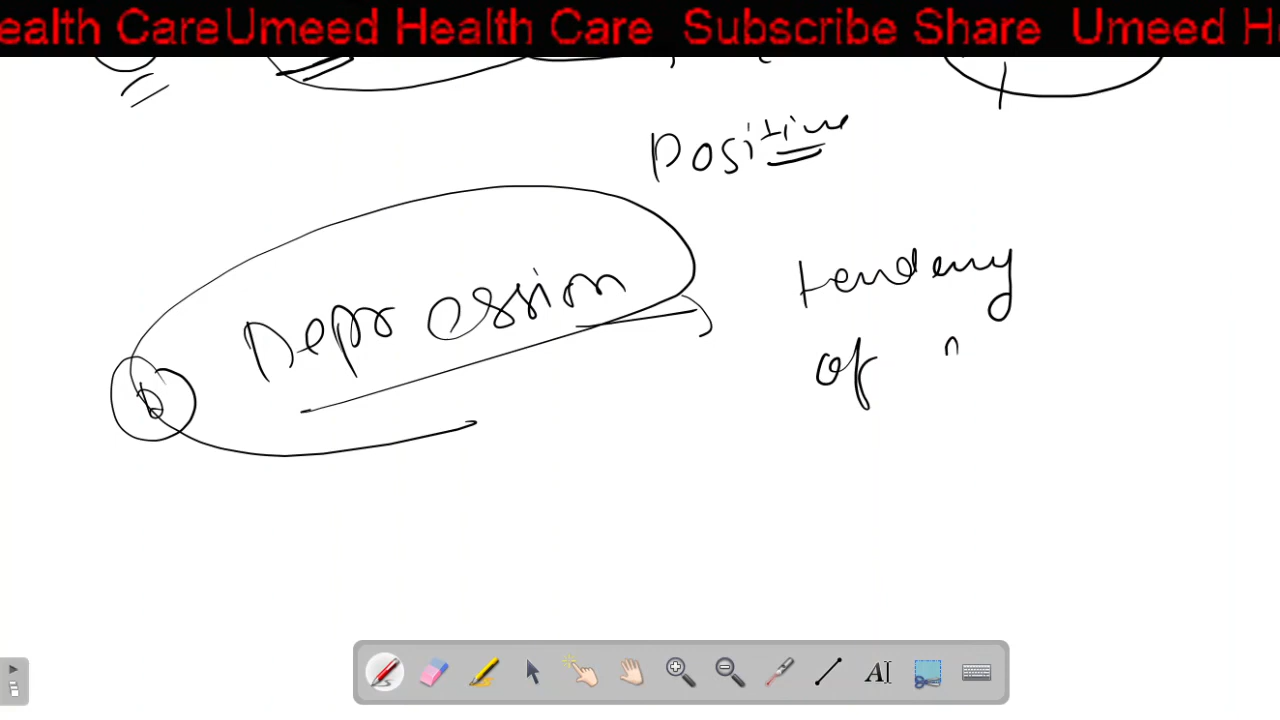 ealth CareUmeed Health Care  Subscribe Share  Umeed H
Positive
Depression
tendency
of